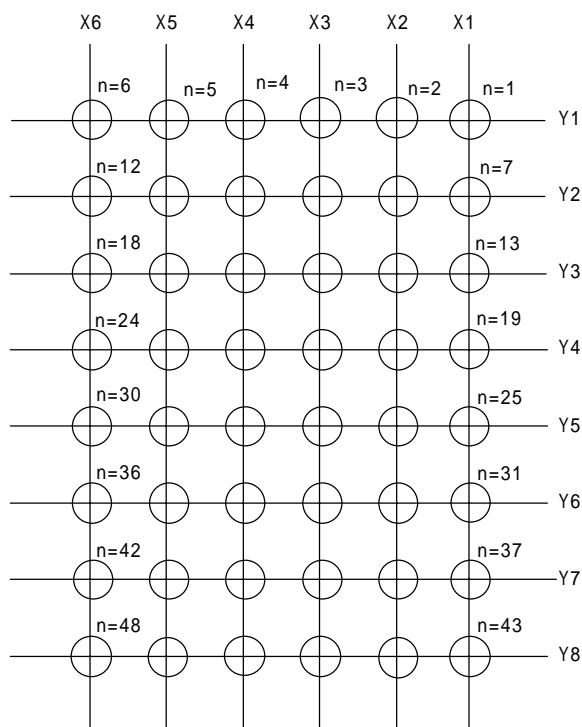 X6 X5 X4 X3 X2 X1
n=6 n=5 n=4 n=3 n=2 n=1
Y1
n=12 n=7
Y2
n=18 n=13
Y3
n=24 n=19
Y4
n=30 n=25
Y5
n=36 n=31
Y6
n=42 n=37
Y7
n=48 n=43
Y8